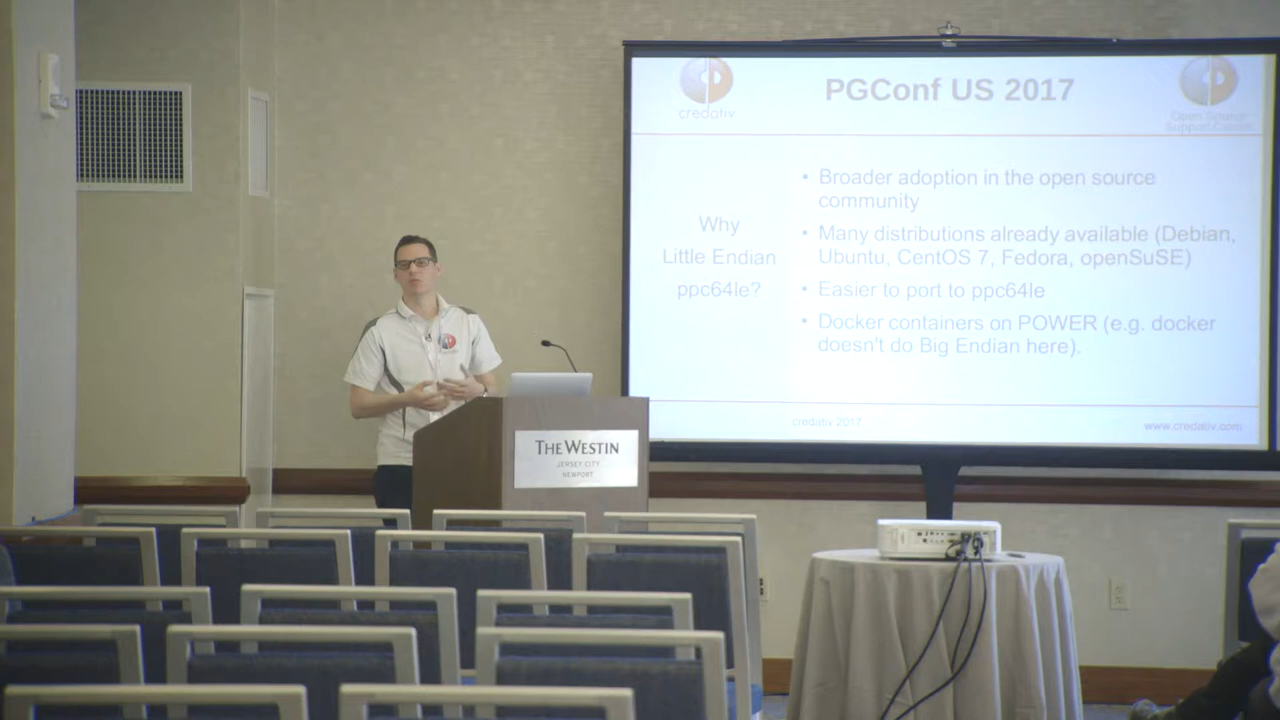 PGConf US 2017
credativ
Open Source
Support Center
Why
Little Endian
ppc64le?
• Broader adoption in the open source
community
• Many distributions already available (Debian,
Ubuntu, CentOS 7, Fedora, openSuSE)
• Easier to port to ppc64le
• Docker containers on POWER (e.g. docker
doesn't do Big Endian here).
credativ 2017
www.credativ.com
THE WESTIN
JERSEY CITY
NEWPORT